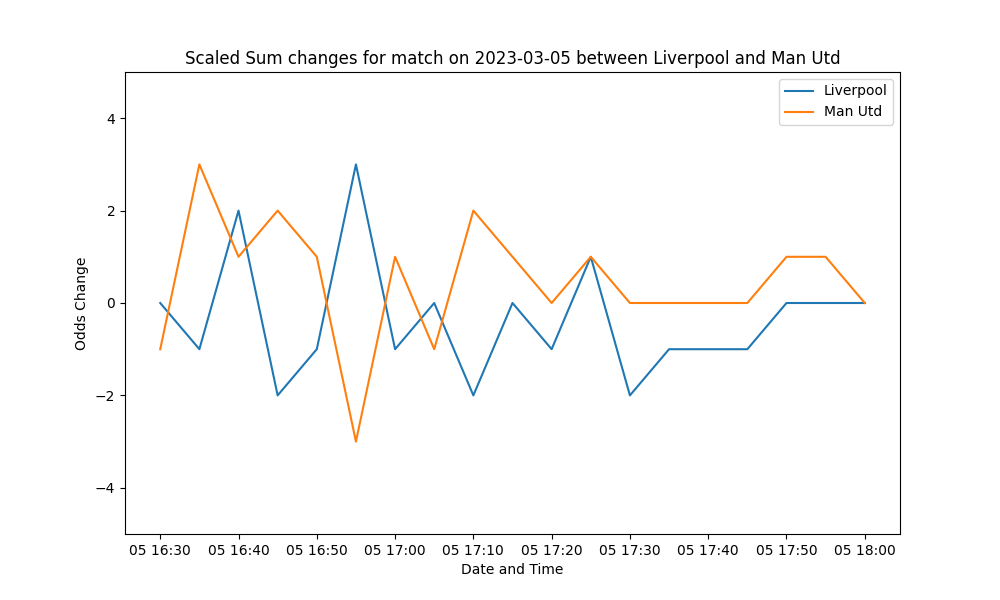 Scaled Sum changes for match on 2023-03-05 between Liverpool and Man Utd
Liverpool
Man Utd
4
2
0
−2
−4
Odds Change
05 16:30 05 16:40 05 16:50 05 17:00 05 17:10 05 17:20 05 17:30 05 17:40 05 17:50 05 18:00
Date and Time